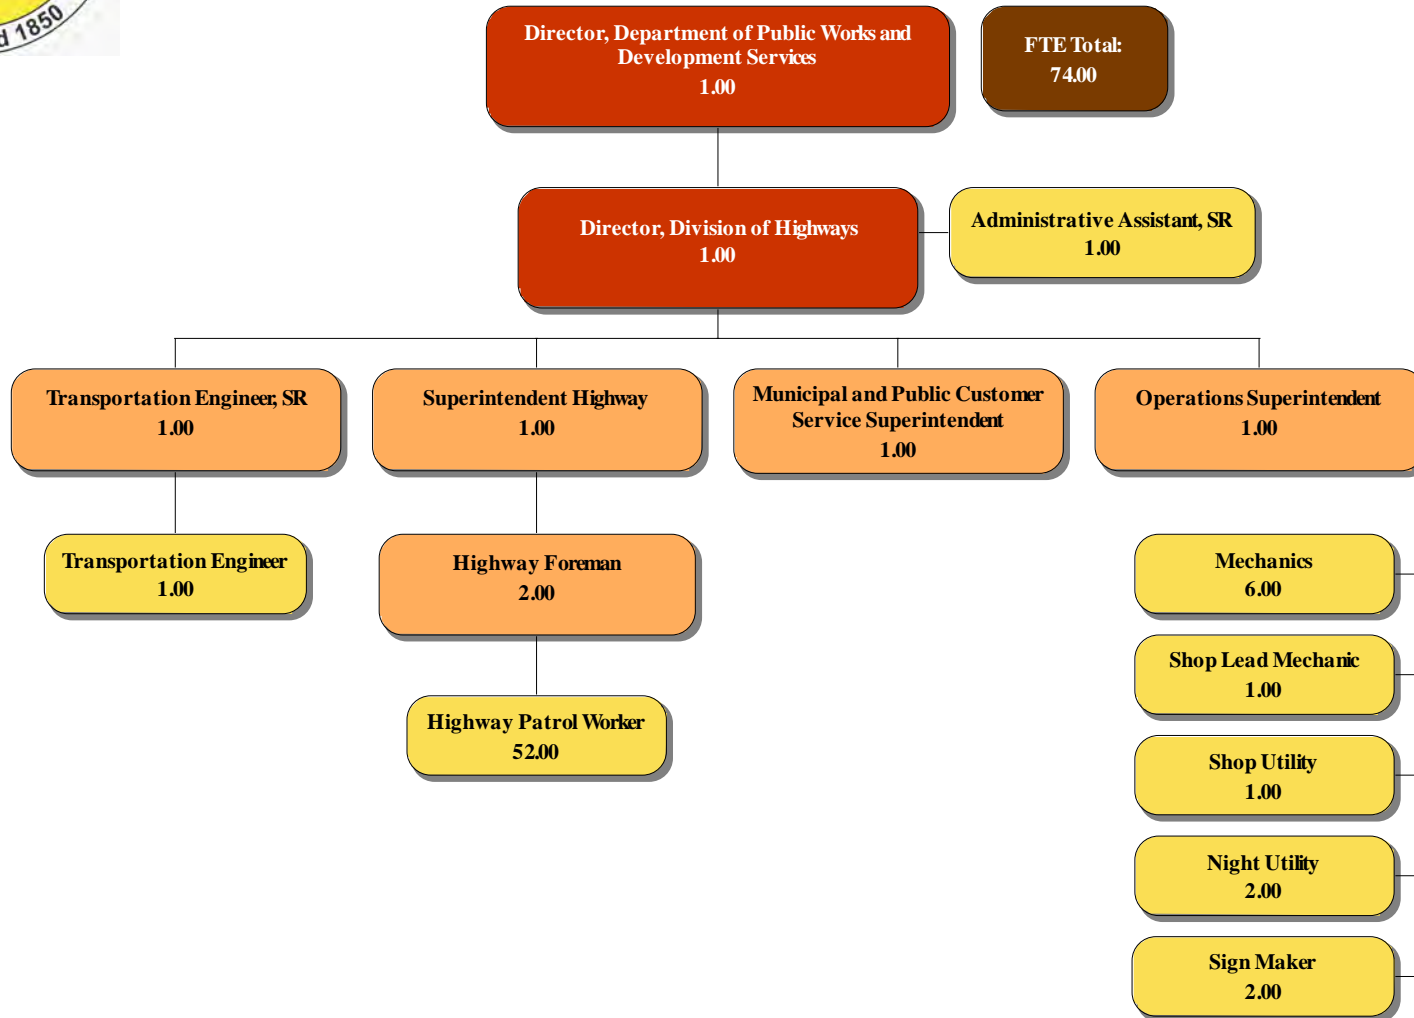 d 1850
Director, Department of Public Works and
Development Services
1.00
FTE Total:
74.00
Director, Division of Highways
1.00
Administrative Assistant, SR
1.00
Transportation Engineer, SR
1.00
Superintendent Highway
1.00
Municipal and Public Customer
Service Superintendent
1.00
Operations Superintendent
1.00
Transportation Engineer
1.00
Highway Foreman
2.00
Mechanics
6.00
Shop Lead Mechanic
1.00
Highway Patrol Worker
52.00
Shop Utility
1.00
Night Utility
2.00
Sign Maker
2.00